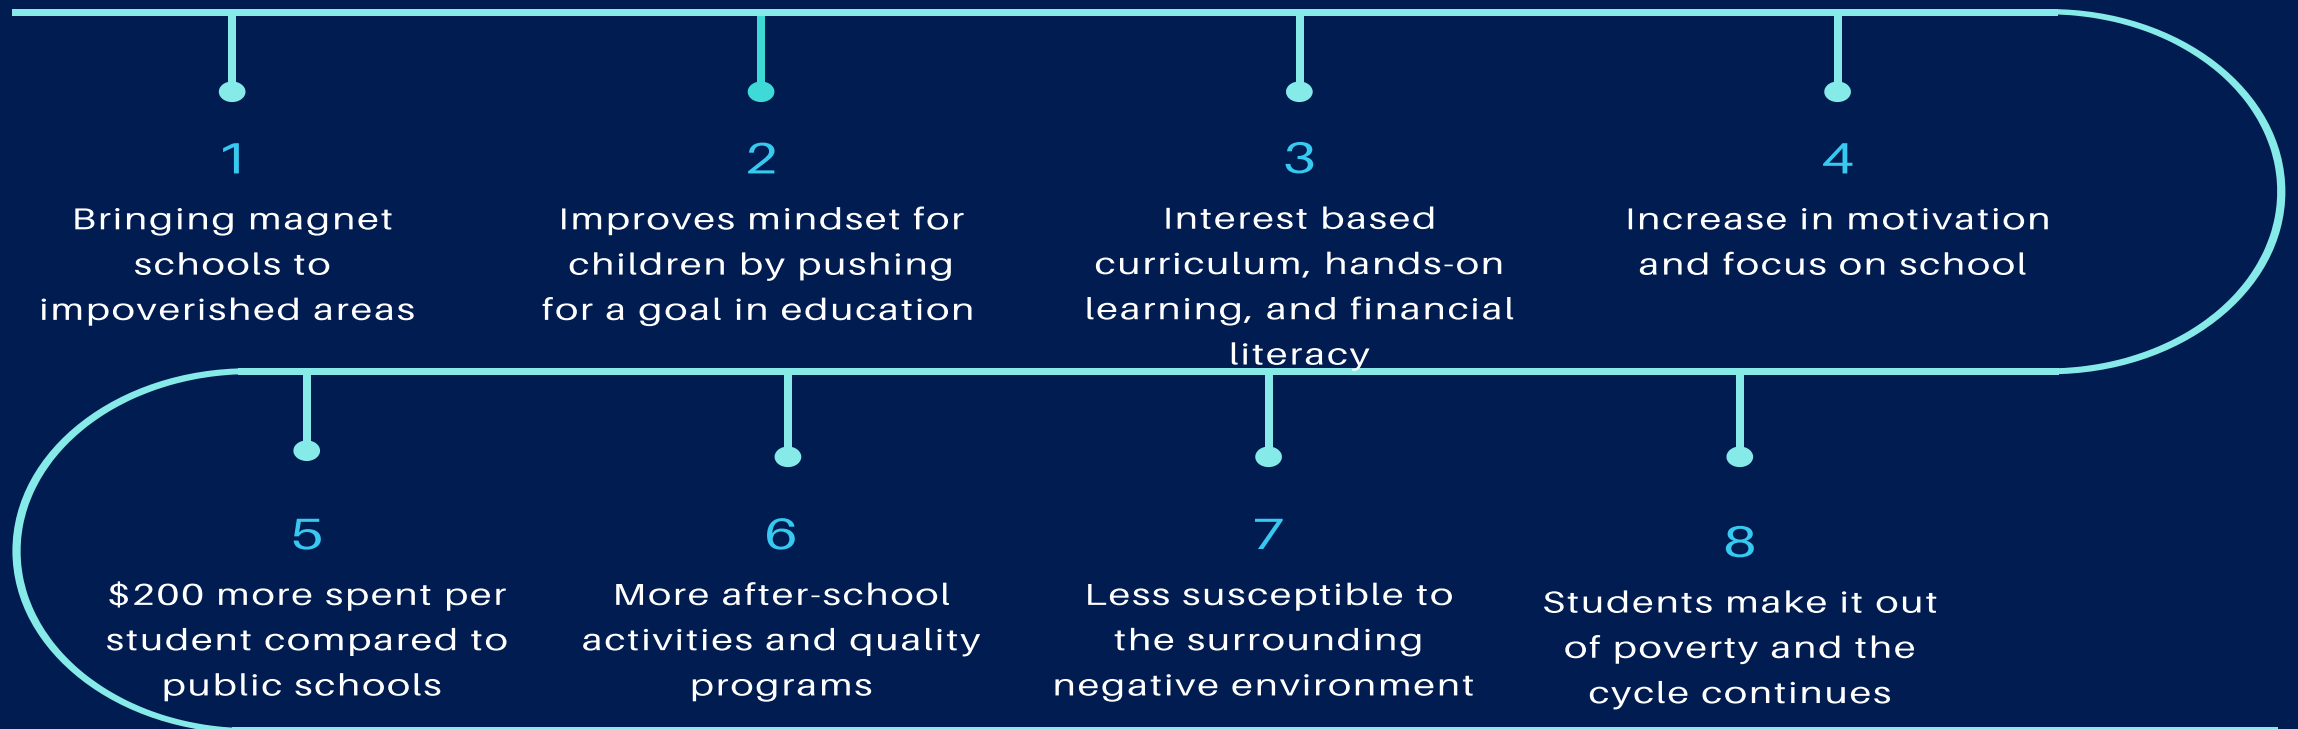 1
Bringing magnet
schools to
impoverished areas
2
Improves mindset for
children by pushing
for a goal in education
3
Interest based
curriculum, hands-on
learning, and financial
literacy
4
Increase in motivation
and focus on school
5
$200 more spent per
student compared to
public schools
6
More after-school
activities and quality
programs
7
Less susceptible to
the surrounding
negative environment
8
Students make it out
of poverty and the
cycle continues